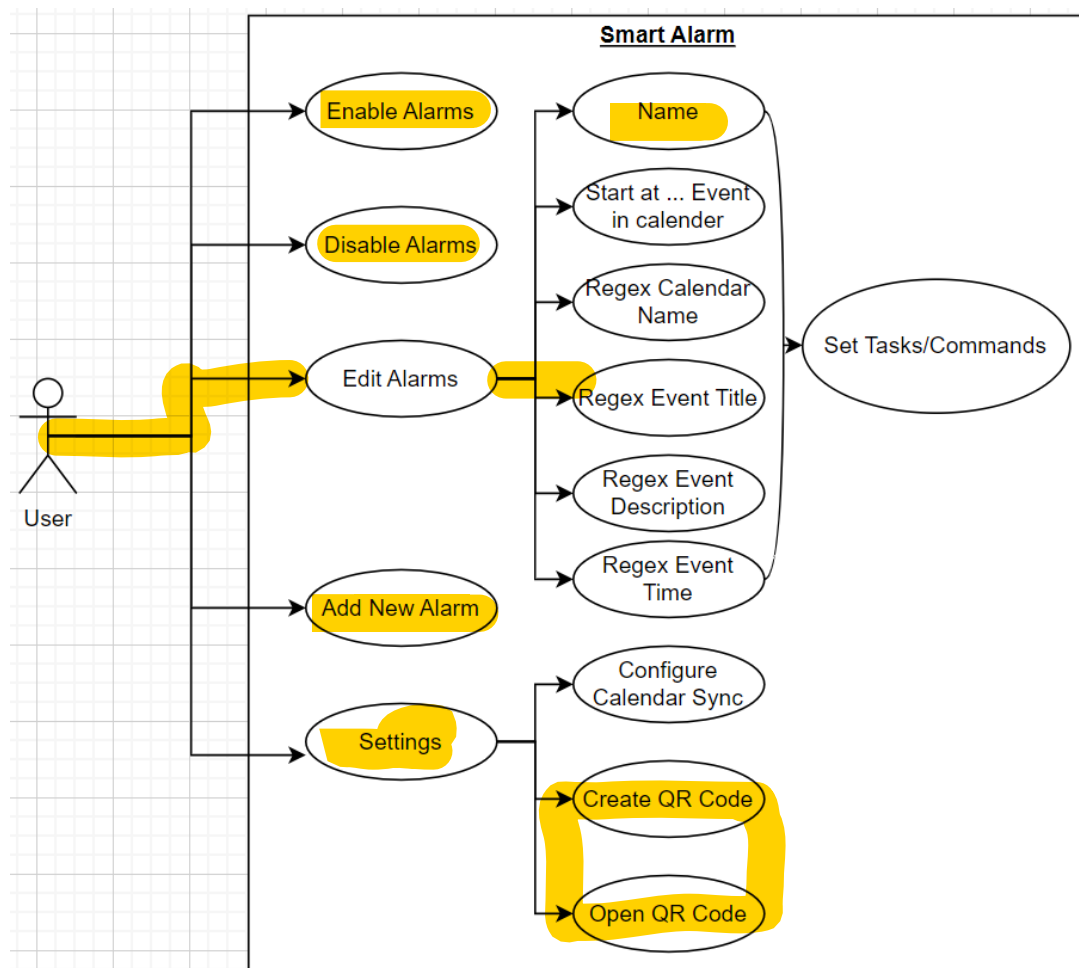 Smart Alarm
Enable Alarms
Disable Alarms
Edit Alarms
Add New Alarm
Settings
User
Name
Start at ... Event
in calender
Regex Calendar
Name
Regex Event Title
Regex Event
Description
Regex Event
Time
Configure
Calendar Sync
Create QR Code
Open QR Code
Set Tasks/Commands